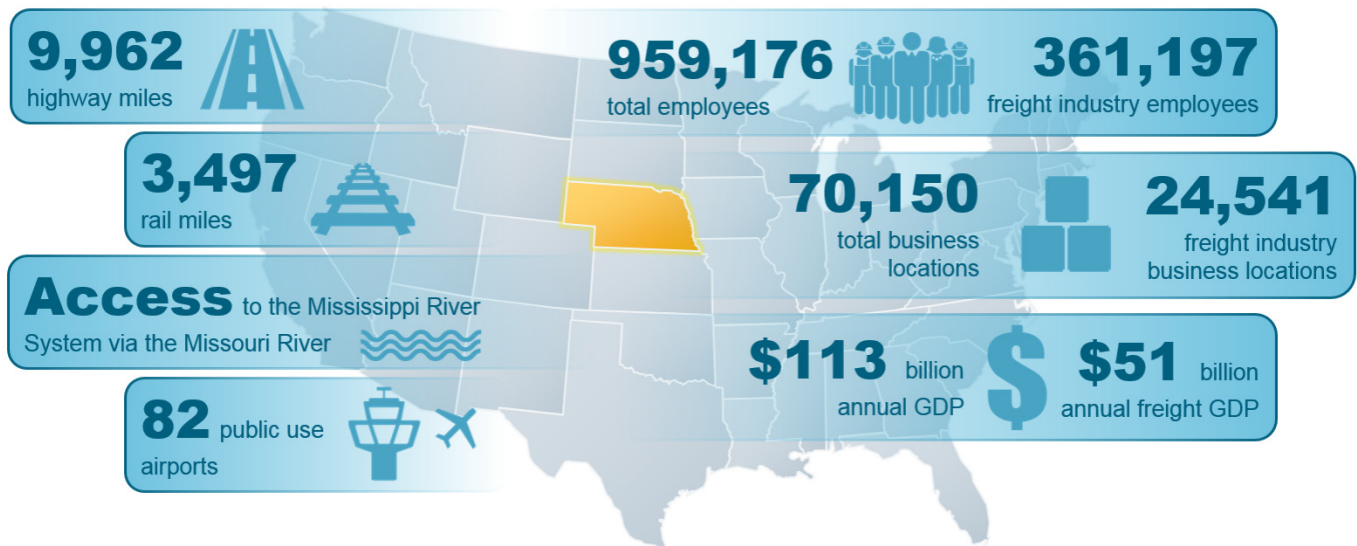 9,962
highway miles
3,497
rail miles
Access to the Mississippi River
System via the Missouri River
82 public use
airports
959,176
total employees
361,197
freight industry employees
70,150
total business
locations
24,541
freight industry
business locations
$113 billion
annual GDP
$
$51 billion
annual freight GDP